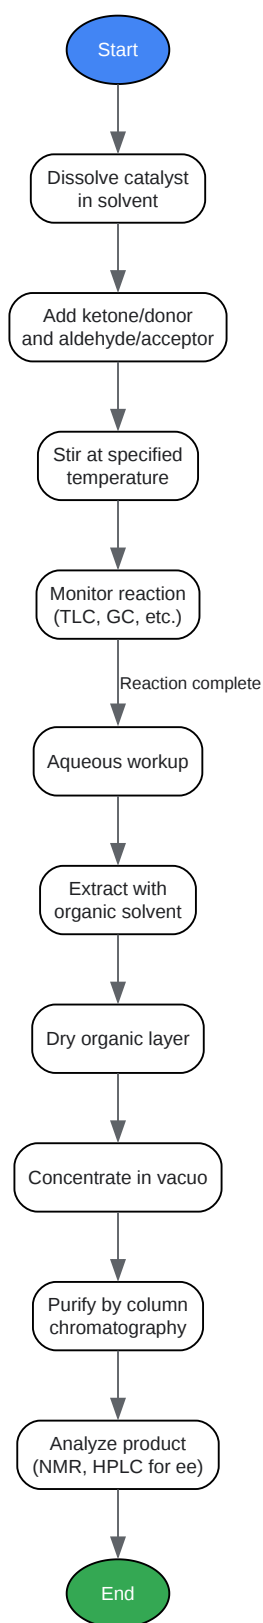 Start
Dissolve catalyst
in solvent
Add ketone/donor
and aldehyde/acceptor
Stir at specified
temperature
Monitor reaction
(TLC, GC, etc.)
Reaction complete
Aqueous workup
Extract with
organic solvent
Dry organic layer
Concentrate in vacuo
Purify by column
chromatography
Analyze product
(NMR, HPLC for ee)
End